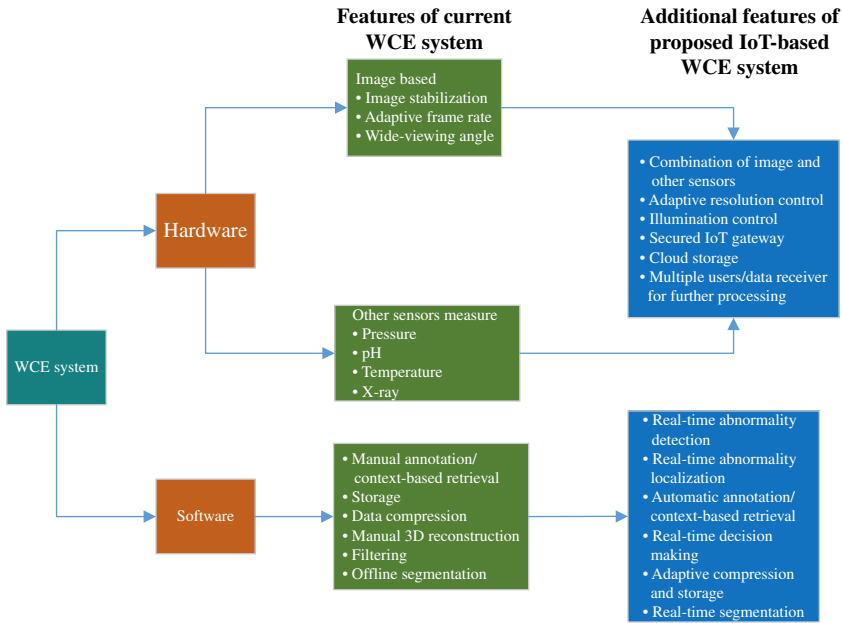 Features of current
WCE system
Additional features of
proposed IoT-based
WCE system
Image based
• Image stabilization
• Adaptive frame rate
• Wide-viewing angle
• Combination of image and
other sensors
• Adaptive resolution control
• Illumination control
• Secured IoT gateway
• Cloud storage
• Multiple users/data receiver
for further processing
Hardware
Other sensors measure
• Pressure
• pH
• Temperature
• X-ray
WCE system
Software
• Manual annotation/
context-based retrieval
• Storage
• Data compression
• Manual 3D reconstruction
• Filtering
• Offline segmentation
• Real-time abnormality
detection
• Real-time abnormality
localization
• Automatic annotation/
context-based retrieval
• Real-time decision
making
• Adaptive compression
and storage
• Real-time segmentation